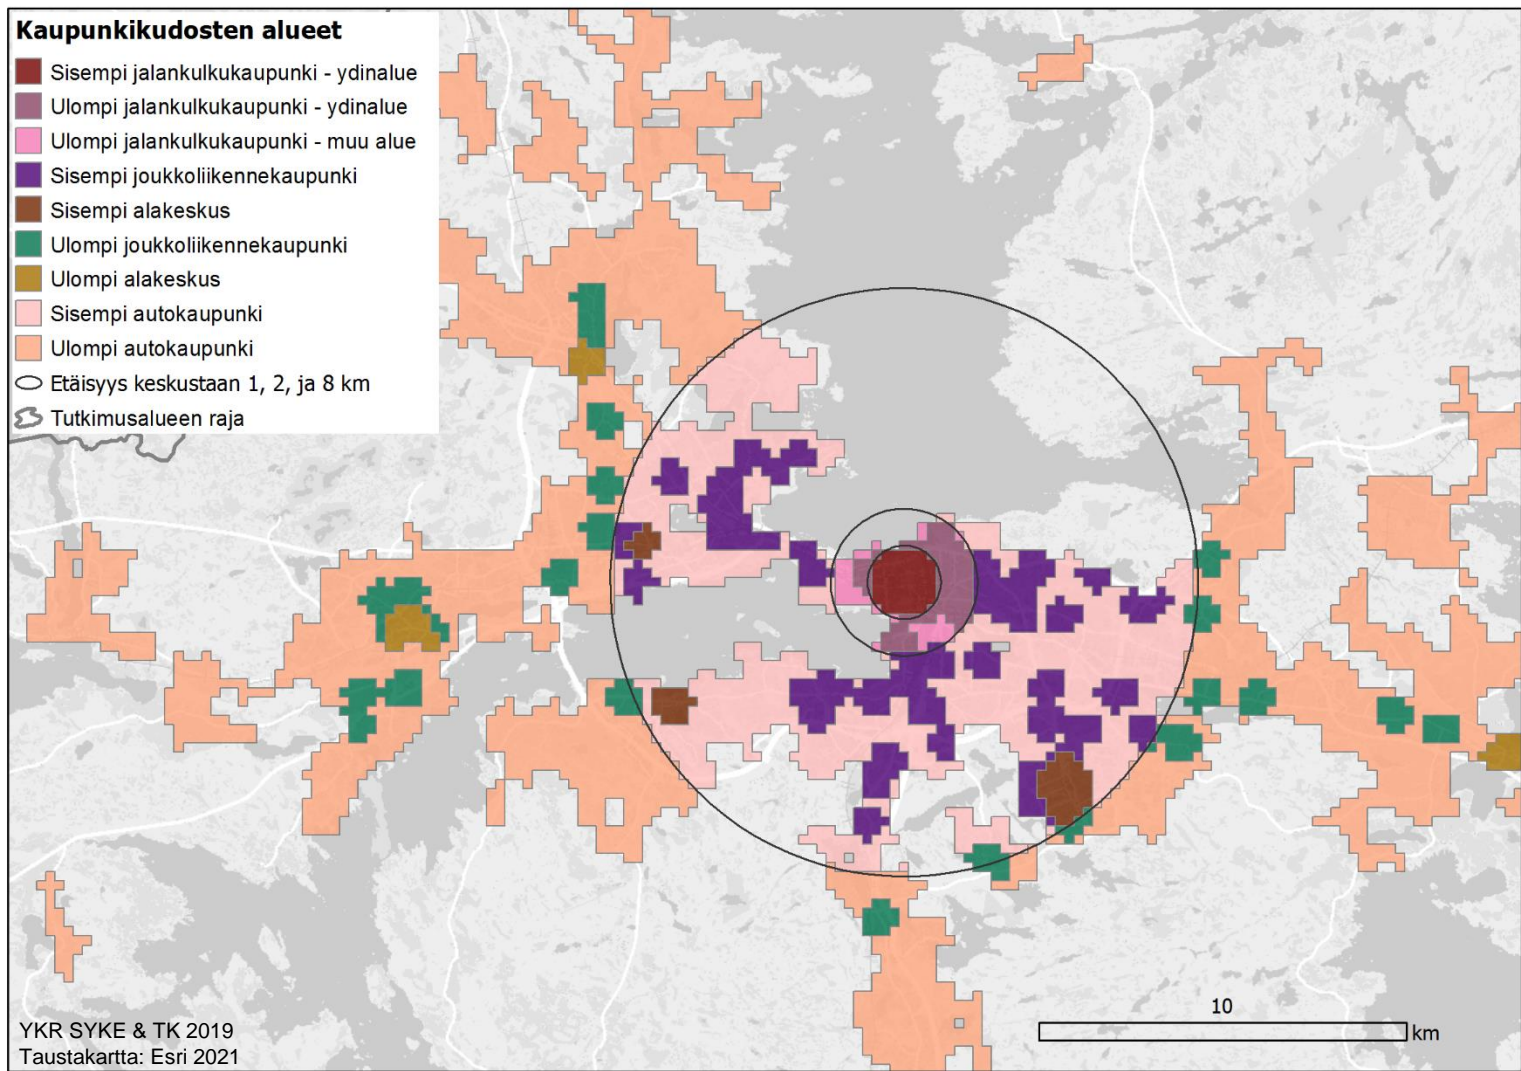 Kaupunkikudosten alueet
Sisempi jalankulkukaupunki - ydinalue
Ulompi jalankulkukaupunki - ydinalue
Ulompi jalankulkukaupunki - muu alue
Sisempi joukkoliikennekaupunki
Sisempi alakeskus
Ulompi joukkoliikennekaupunki
Ulompi alakeskus
Sisempi autokaupunki
Ulompi autokaupunki
Etäisyys keskustaan 1, 2, ja 8 km
Tutkimusalueen raja
10
km
YKR SYKE & TK 2019
Taustakartta: Esri 2021